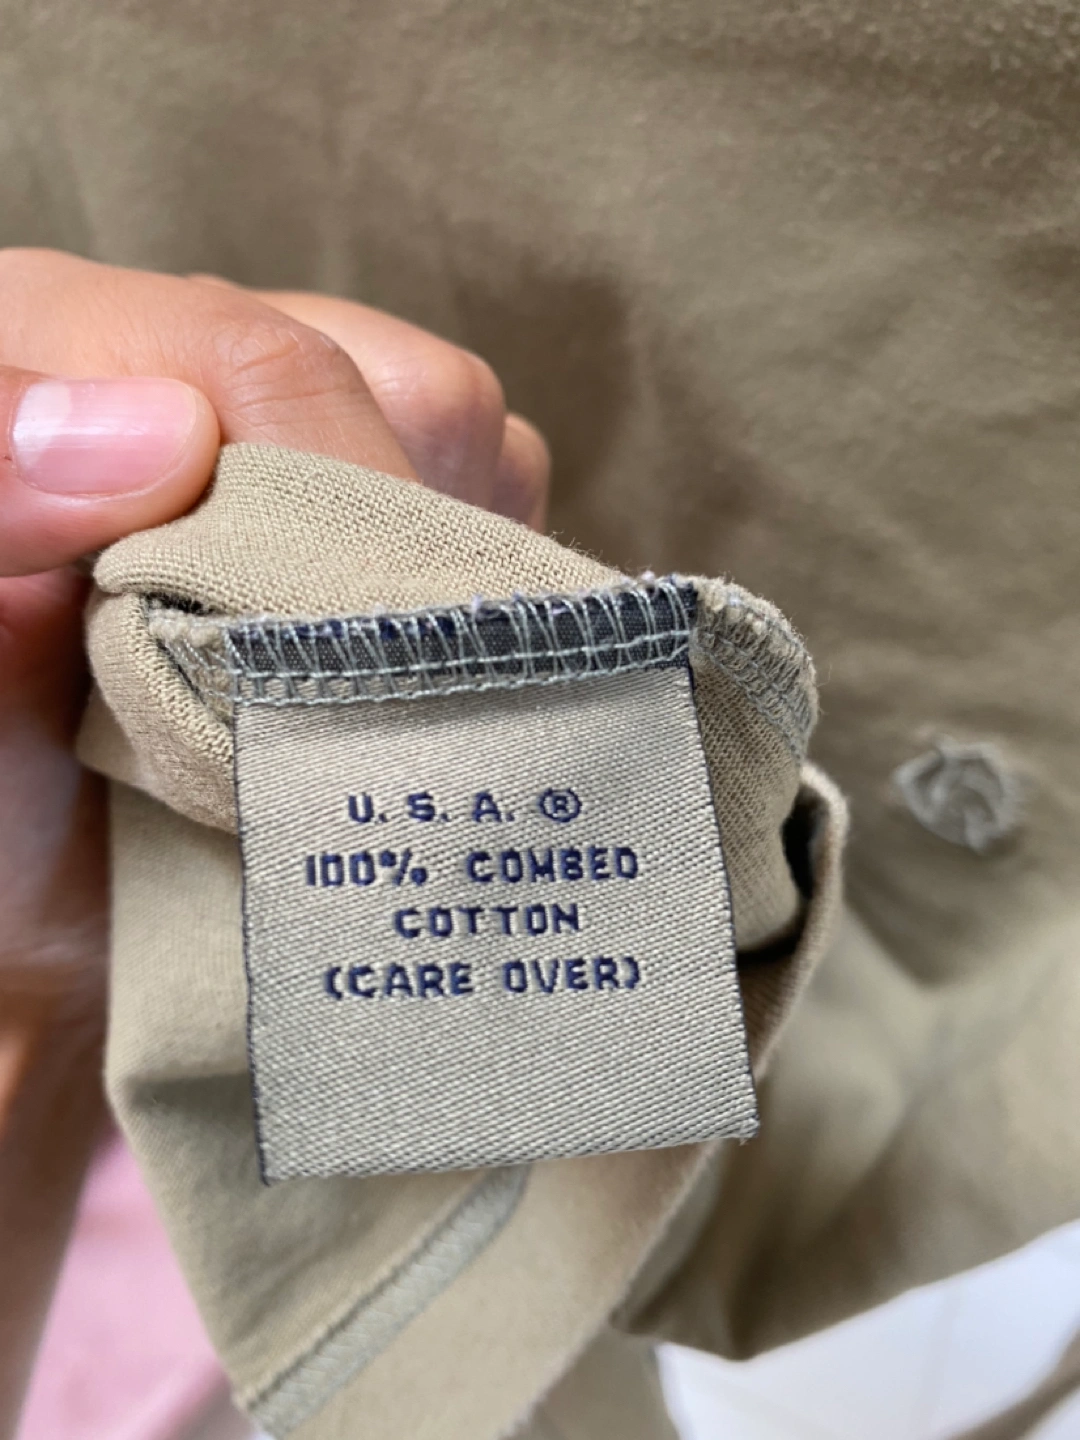 U. S. A. ®
100% COMBED
COTTON
(CARE OVER)